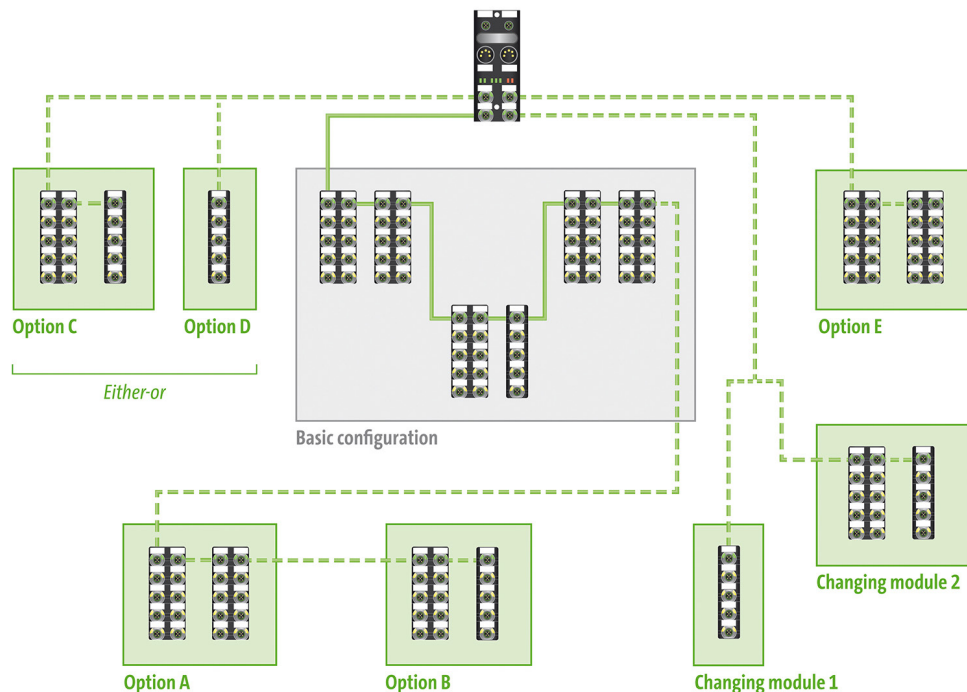 Option C
Option D
Option E
Either-or
Basic configuration
Changing module 2
Option A
Option B
Changing module 1